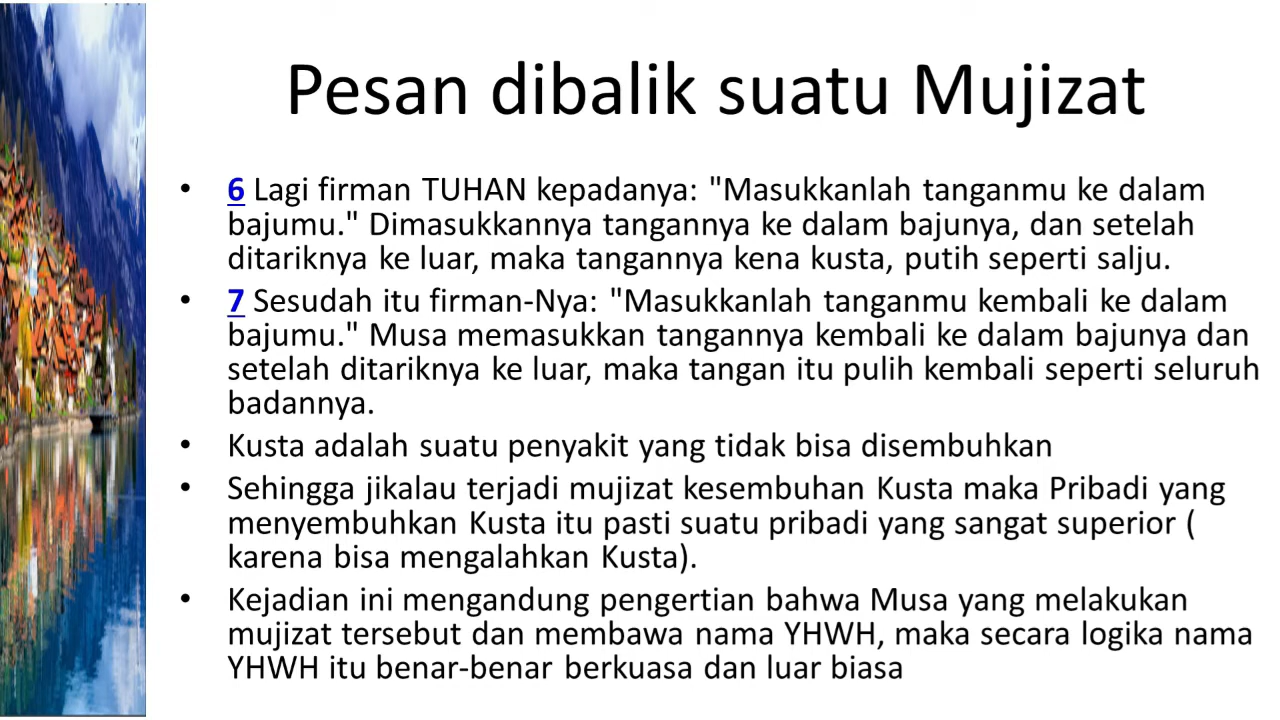 Pesan dibalik suatu Mujizat
• 6 Lagi firman TUHAN kepadanya: "Masukkanlah tanganmu ke dalam
bajumu." Dimasukkannya tangannya ke dalam bajunya, dan setelah
ditariknya ke luar, maka tangannya kena kusta, putih seperti salju.
• 7 Sesudah itu firman-Nya: "Masukkanlah tanganmu kembali ke dalam
bajumu." Musa memasukkan tangannya kembali ke dalam bajunya dan
setelah ditariknya ke luar, maka tangan itu pulih kembali seperti seluruh
badannya.
• Kusta adalah suatu penyakit yang tidak bisa disembuhkan
• Sehingga jikalau terjadi mujizat kesembuhan Kusta maka Pribadi yang
menyembuhkan Kusta itu pasti suatu pribadi yang sangat superior (
karena bisa mengalahkan Kusta).
• Kejadian ini mengandung pengertian bahwa Musa yang melakukan
mujizat tersebut dan membawa nama YHWH, maka secara logika nama
YHWH itu benar-benar berkuasa dan luar biasa